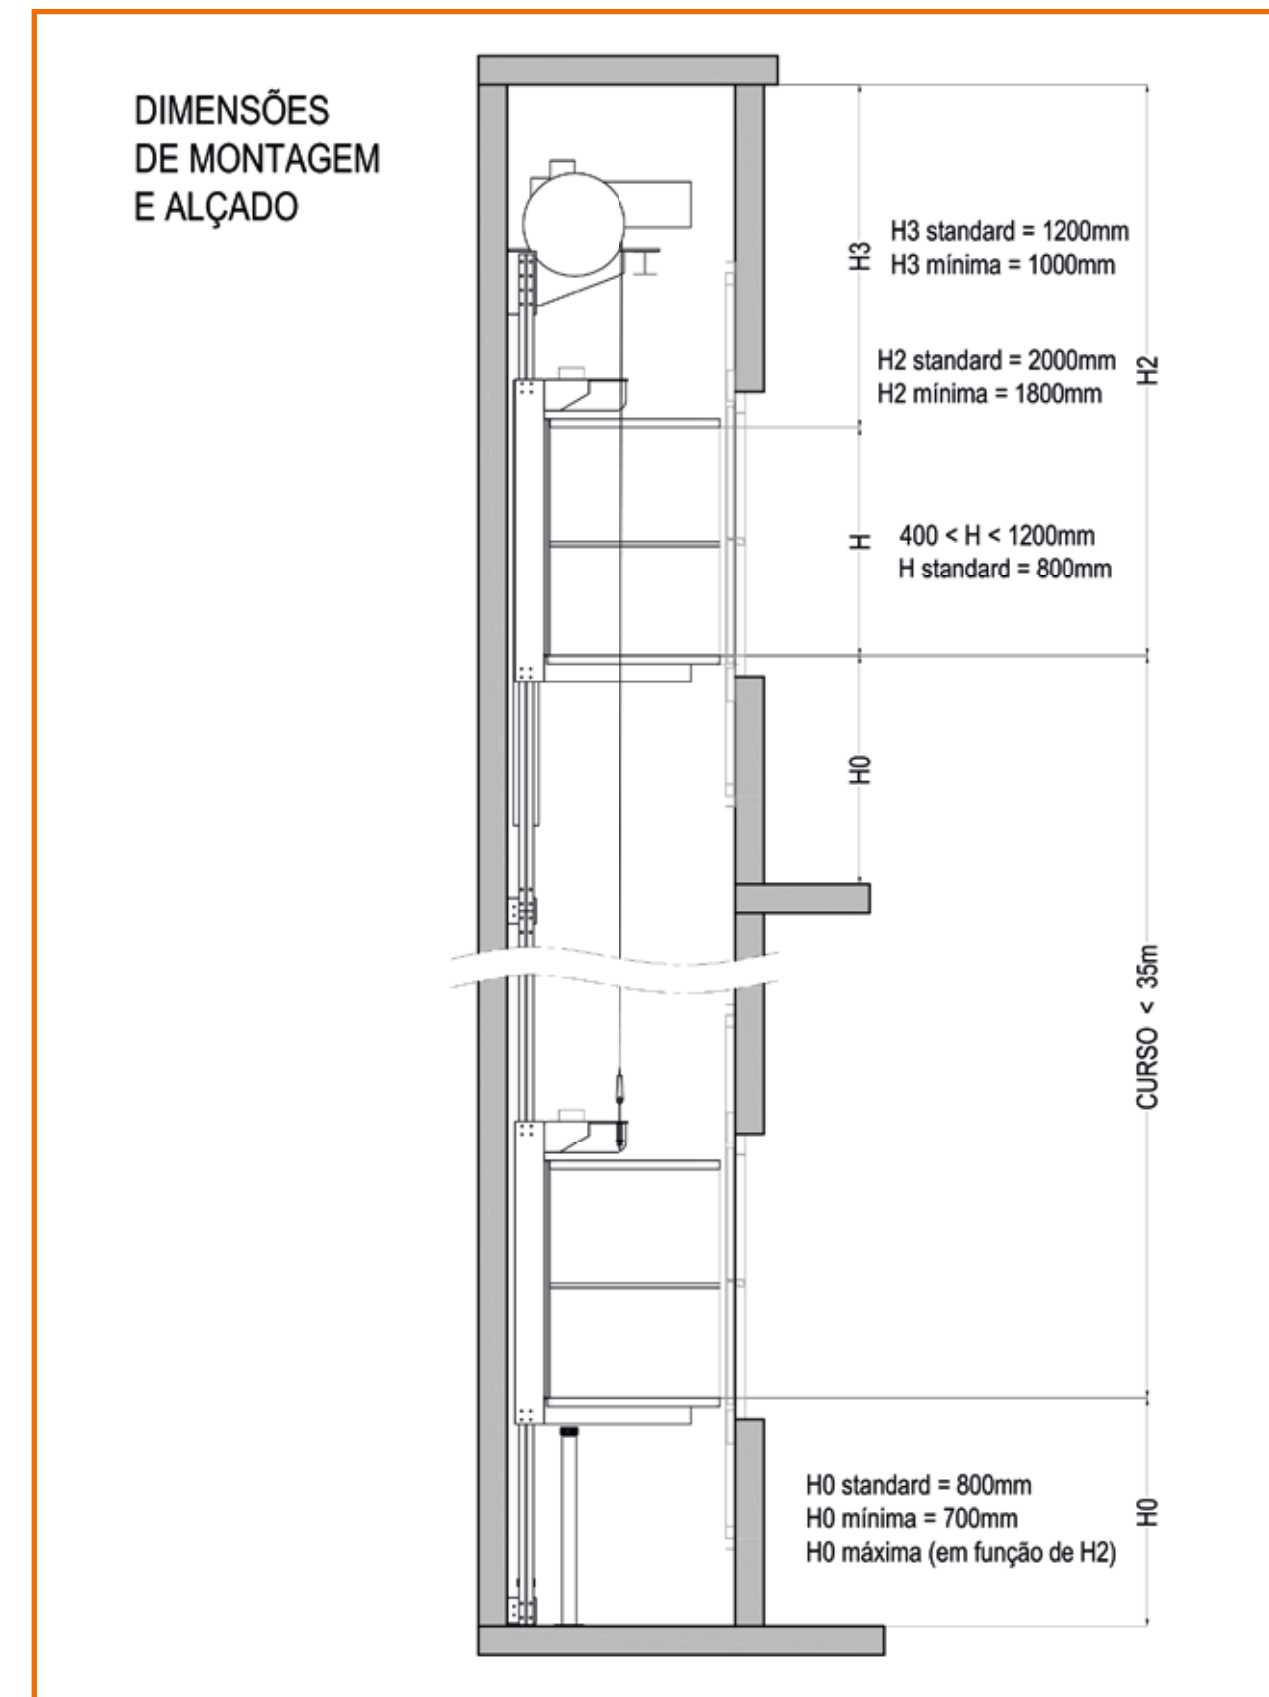 DIMENSÕES
DE MONTAGEM
E ALÇADO
H3
H3 standard = 1200mm
H3 mínima = 1000mm
H2 standard = 2000mm
H2 mínima = 1800mm
H2
H
400 < H < 1200mm
H standard = 800mm
H0
CURSO < 35m
H0 standard = 800mm
H0 mínima = 700mm
H0 máxima (em função de H2)
H0